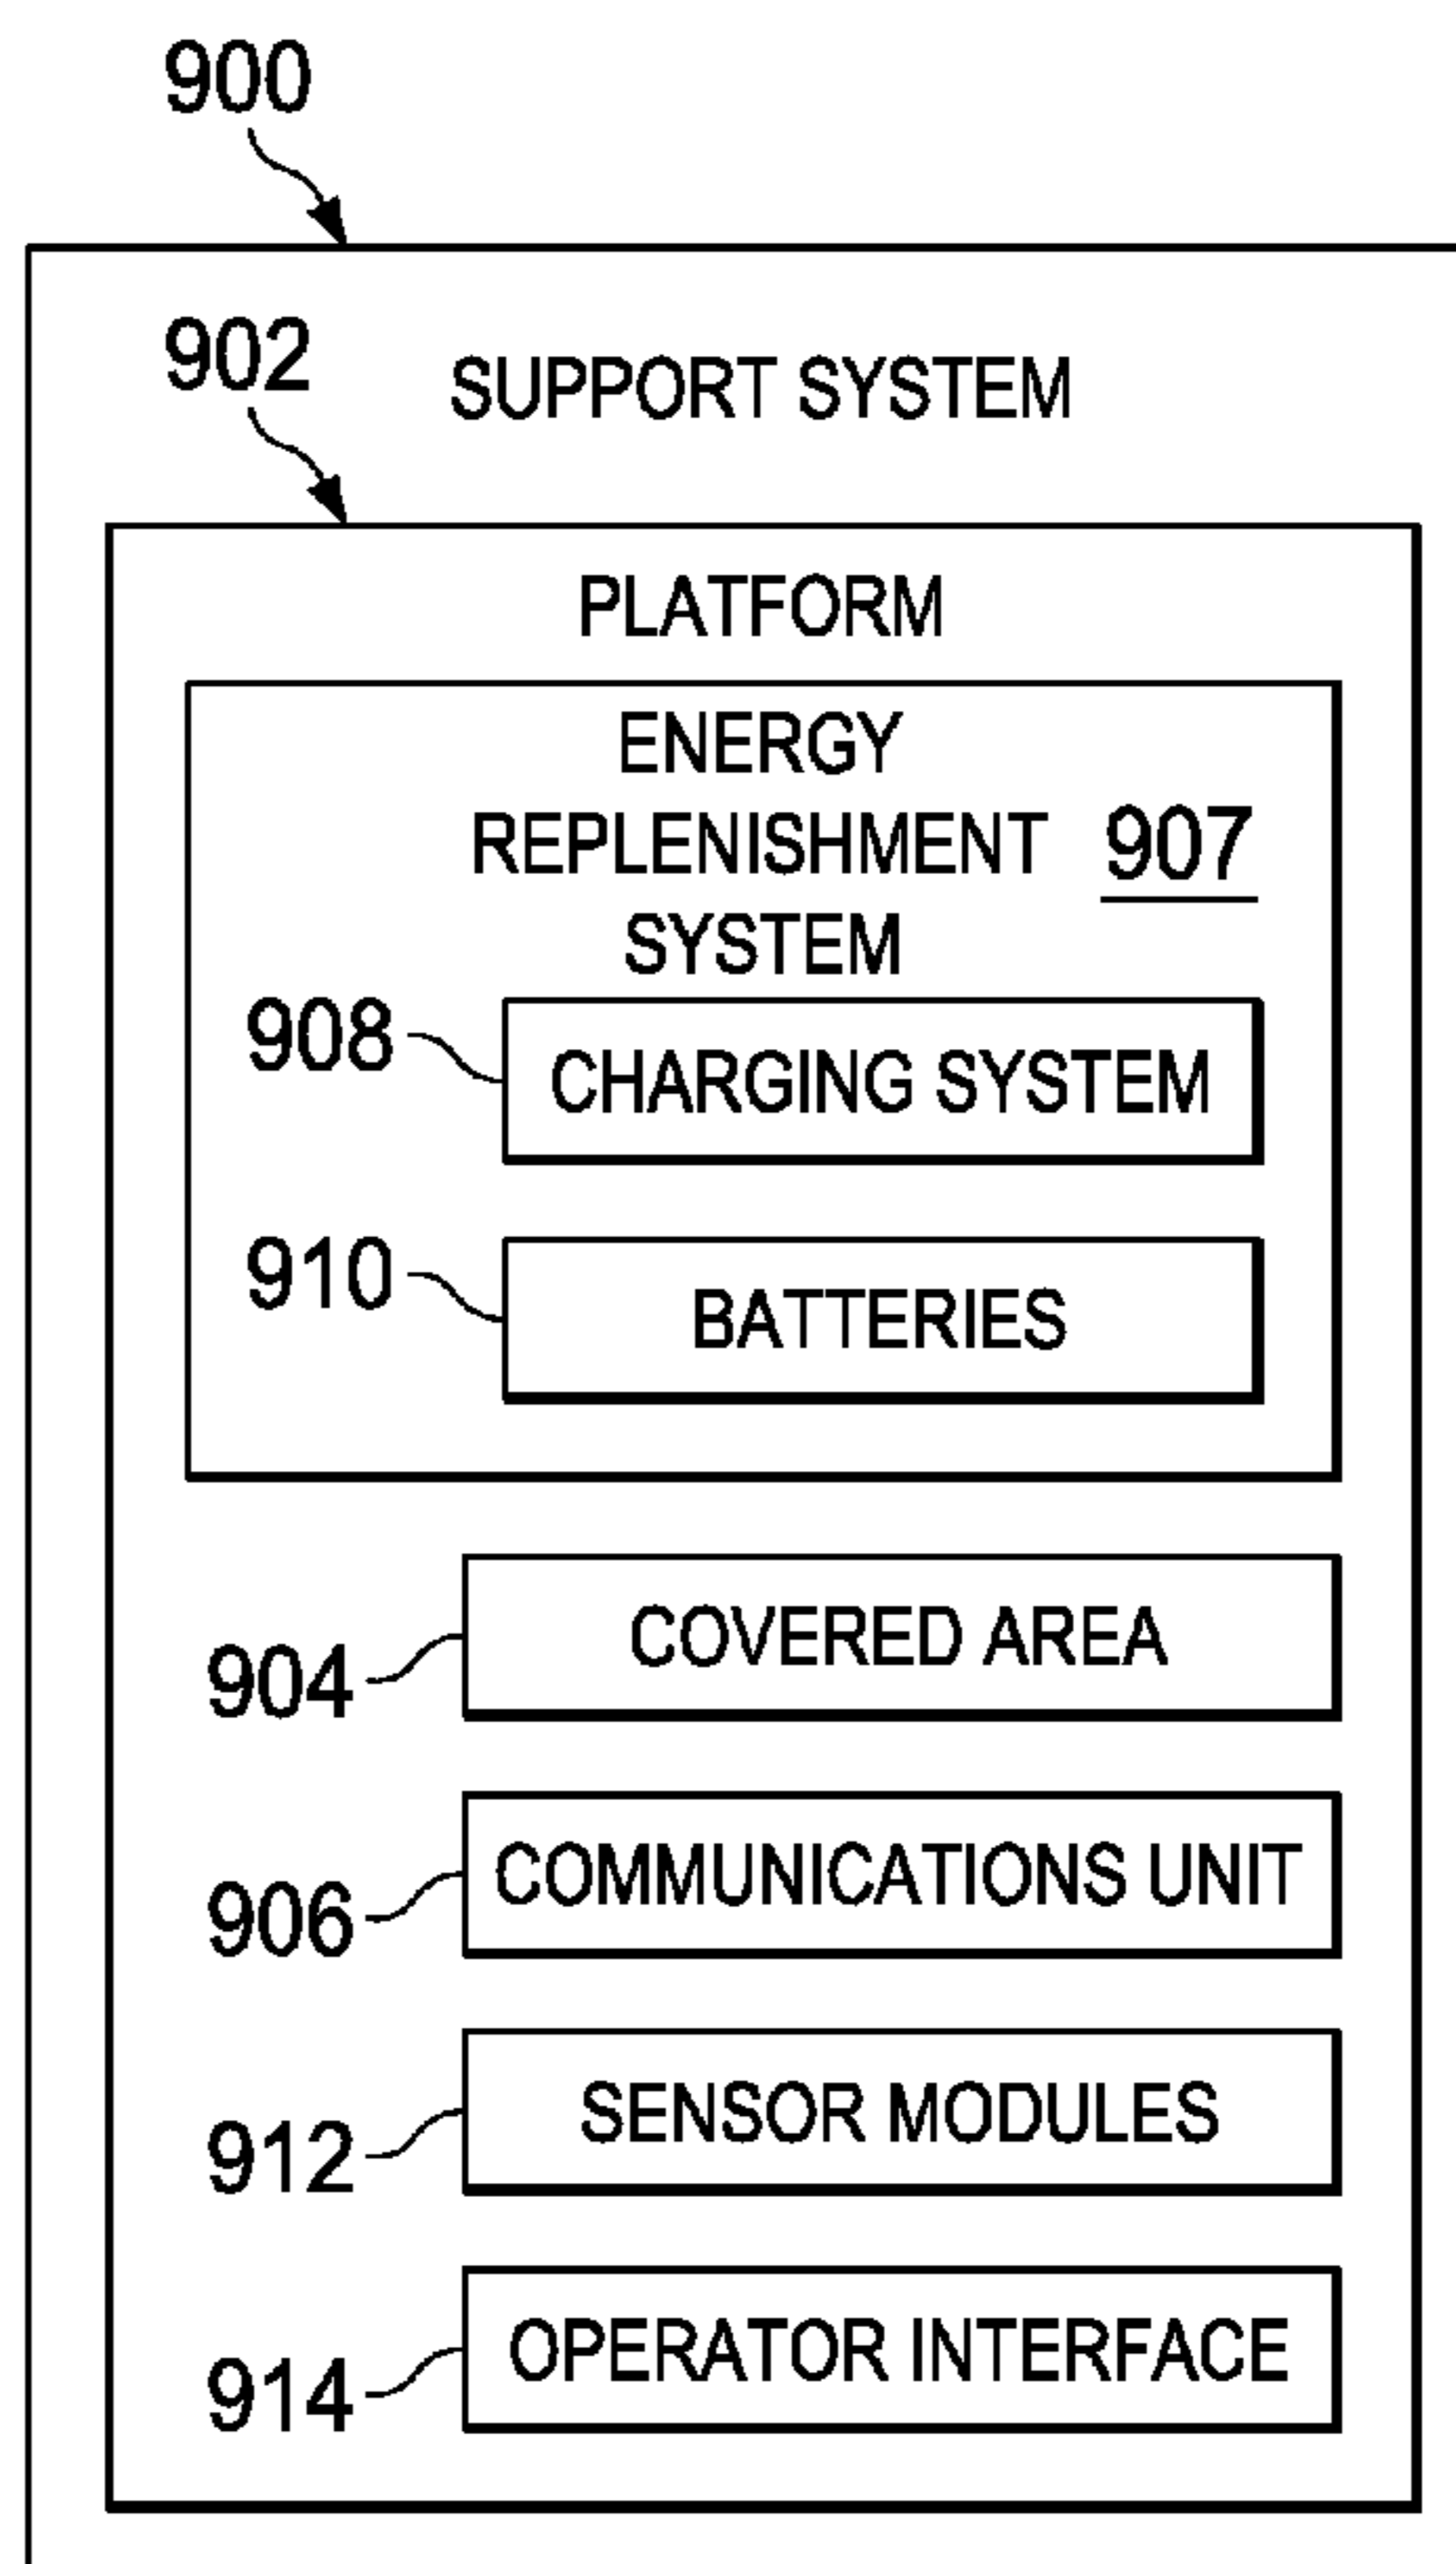 900
902
SUPPORT SYSTEM
PLATFORM
ENERGY
REPLENISHMENT 907
SYSTEM
908 CHARGING SYSTEM
910 BATTERIES
904 COVERED AREA
906 COMMUNICATIONS UNIT
912 SENSOR MODULES
914 OPERATOR INTERFACE